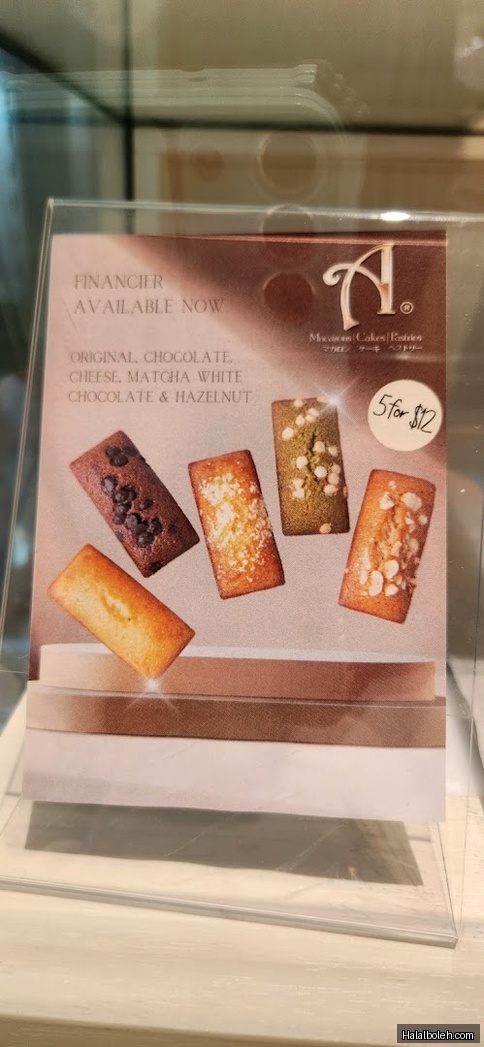 FINANCIER
AVAILABLE NOW
ORIGINAL, CHOCOLATE,
CHEESE, MATCHA WHITE
CHOCOLATE & HAZELNUT
A®
Macarons | Cakes | Pastries
マカロン ケーキ ペストリー
5 for $12
Halalboleh.com